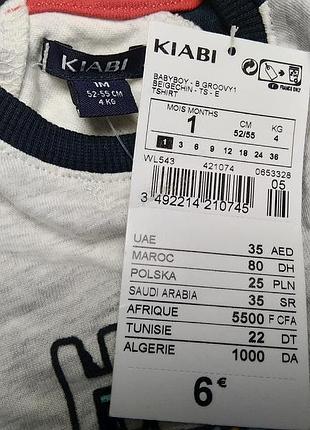 KIABI
1M
52-55 CM
4 KG
KIABI
FRANCE ONLY
BABYBOY - B GROOVY1
BEIGECHIN - TS - E
TSHIRT
MOIS MONTHS CM KG
1 52/55 4
1 3 6 9 12 18 24 36
WL543 421074 0653328
05
3 492214 210745
UAE 35 AED
MAROC 80 DH
POLSKA 25 PLN
SAUDI ARABIA 35 SR
AFRIQUE 5500 F CFA
TUNISIE 22 DT
ALGERIE 1000 DA
6€